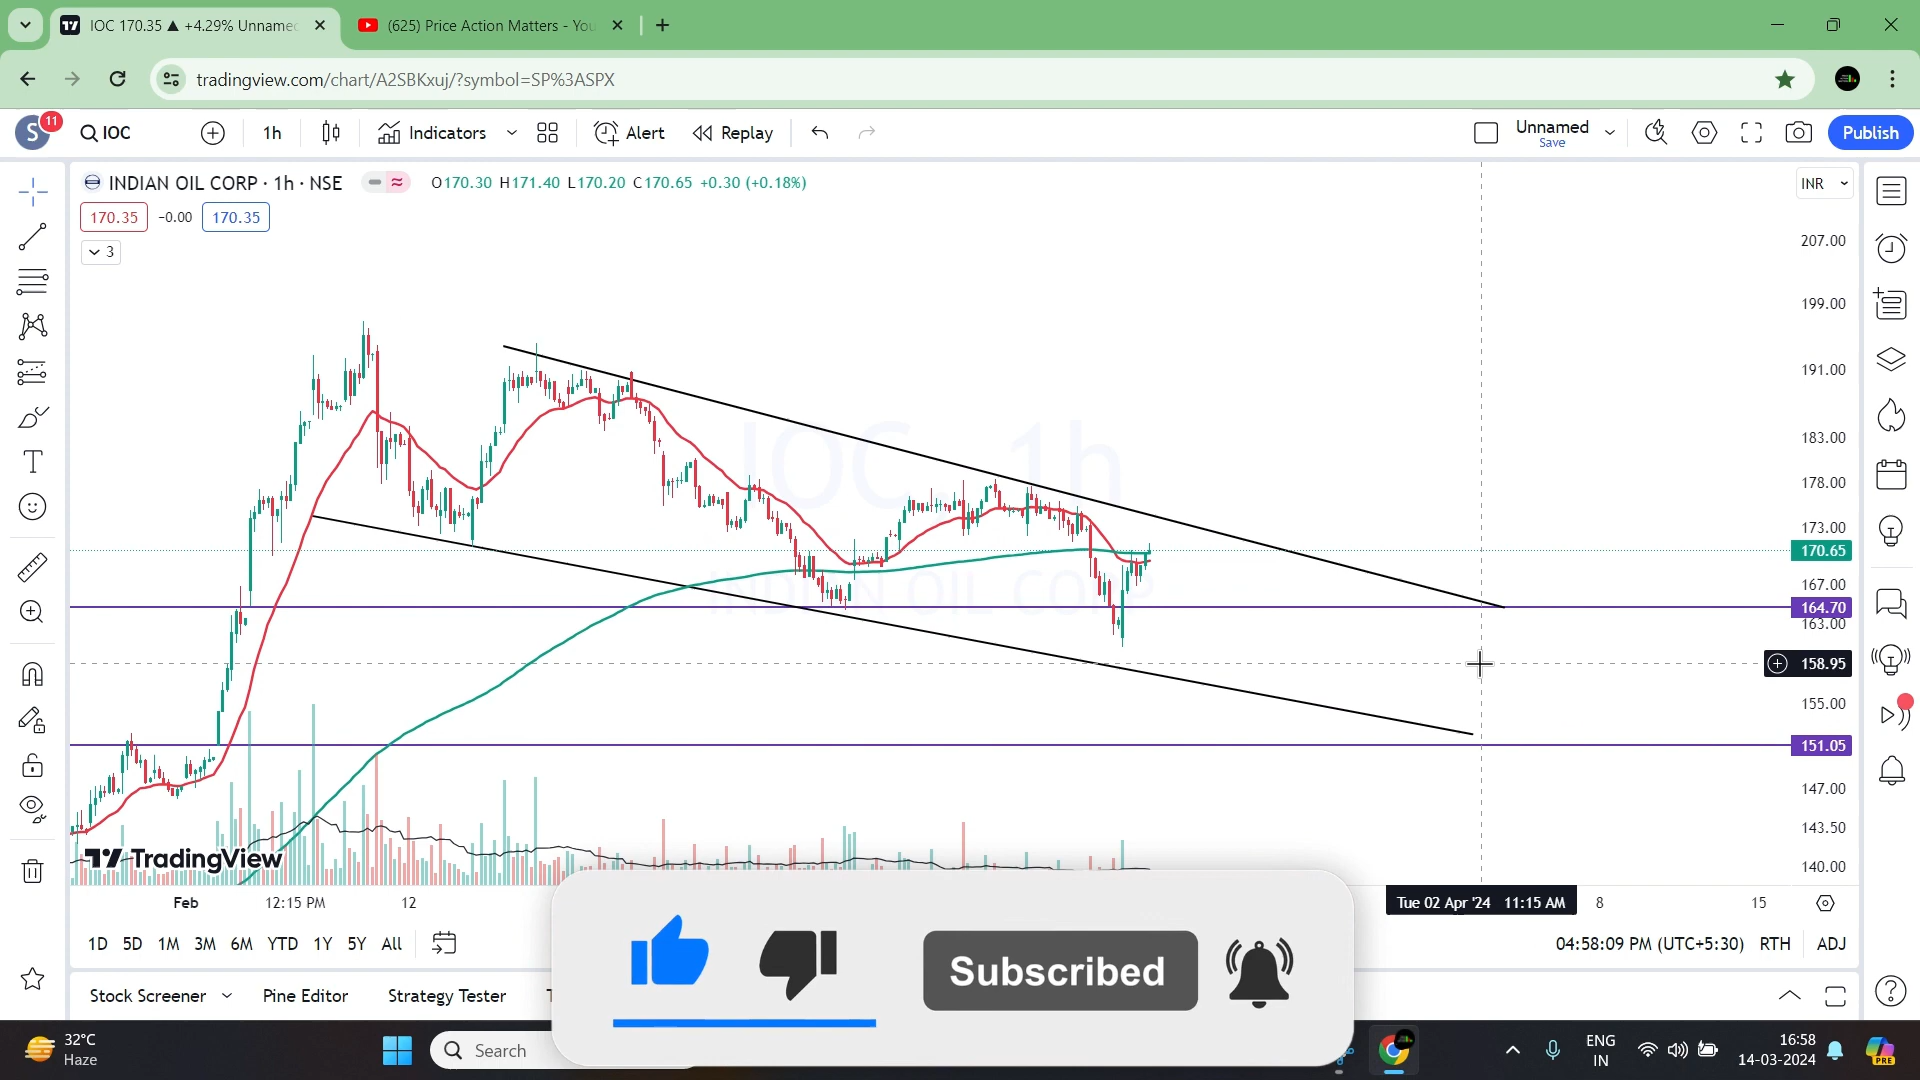 IOC 170.35 ▲ +4.29% Unnamed
(625) Price Action Matters - You
tradingview.com/chart/A2SBKxuj/?symbol=SP%3ASPX
S 11 IOC 1h Indicators Alert Replay Unnamed Save Publish
INDIAN OIL CORP · 1h · NSE O170.30 H171.40 L170.20 C170.65 +0.30 (+0.18%) INR
170.35 -0.00 170.35
3
207.00
199.00
191.00
183.00
178.00
173.00
170.65
167.00
164.70
163.00
158.95
155.00
151.05
147.00
143.50
140.00
IOC, 1h
INDIAN OIL CORP
TradingView
Feb 12:15 PM 12 Tue 02 Apr '24 11:15 AM 8 15
1D 5D 1M 3M 6M YTD 1Y 5Y All 04:58:09 PM (UTC+5:30) RTH ADJ
Stock Screener Pine Editor Strategy Tester
Subscribed
32°C
Haze
Search
ENG
IN
16:58
14-03-2024
PRE